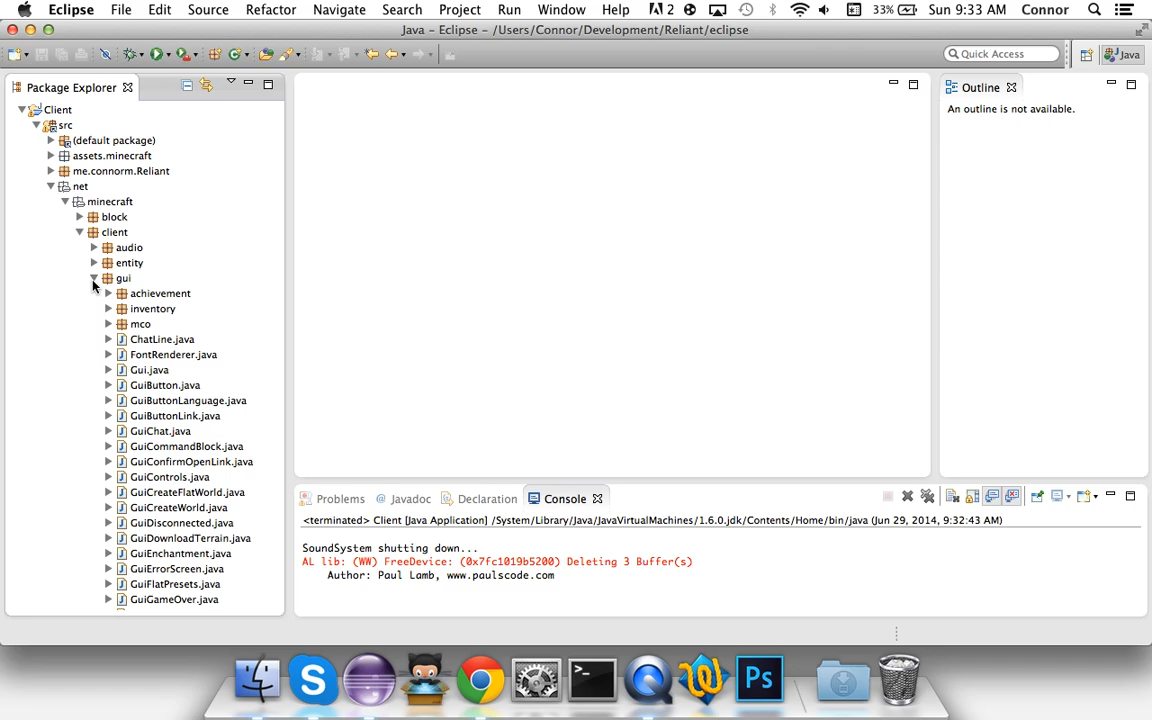 Eclipse File Edit Source Refactor Navigate Search Project Run Window Help 2 33% Sun 9:33 AM Connor
Java - Eclipse - /Users/Connor/Development/Reliant/eclipse
Quick Access Java
Package Explorer
Client
src
(default package)
assets.minecraft
me.connorm.Reliant
net
minecraft
block
client
audio
entity
gui
achievement
inventory
mco
ChatLine.java
FontRenderer.java
Gui.java
GuiButton.java
GuiButtonLanguage.java
GuiButtonLink.java
GuiChat.java
GuiCommandBlock.java
GuiConfirmOpenLink.java
GuiControls.java
GuiCreateFlatWorld.java
GuiCreateWorld.java
GuiDisconnected.java
GuiDownloadTerrain.java
GuiEnchantment.java
GuiErrorScreen.java
GuiFlatPresets.java
GuiGameOver.java
Outline
An outline is not available.
Problems @ Javadoc Declaration Console
<terminated> Client [Java Application] /System/Library/Java/JavaVirtualMachines/1.6.0.jdk/Contents/Home/bin/java (Jun 29, 2014, 9:32:43 AM)
SoundSystem shutting down...
AL lib: (WW) FreeDevice: (0x7fc1019b5200) Deleting 3 Buffer(s)
Author: Paul Lamb, www.paulscode.com
Ps